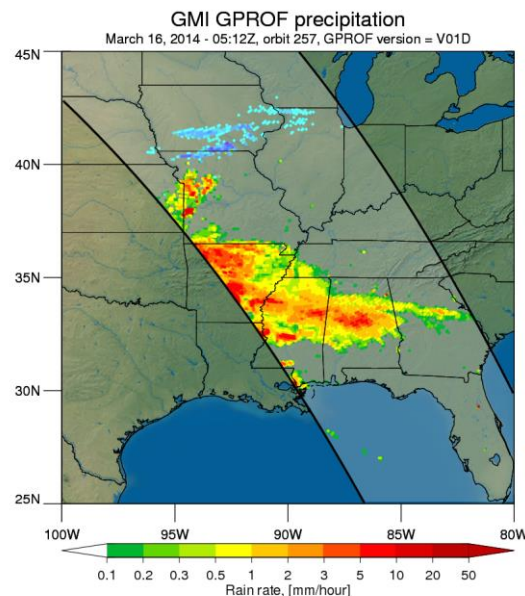 GMI GPROF precipitation
March 16, 2014 - 05:12Z, orbit 257, GPROF version = V01D
45N
40N
35N
30N
25N
100W 95W 90W 85W 80W
0.1 0.2 0.3 0.5 1 2 3 5 10 20 50
Rain rate, [mm/hour]